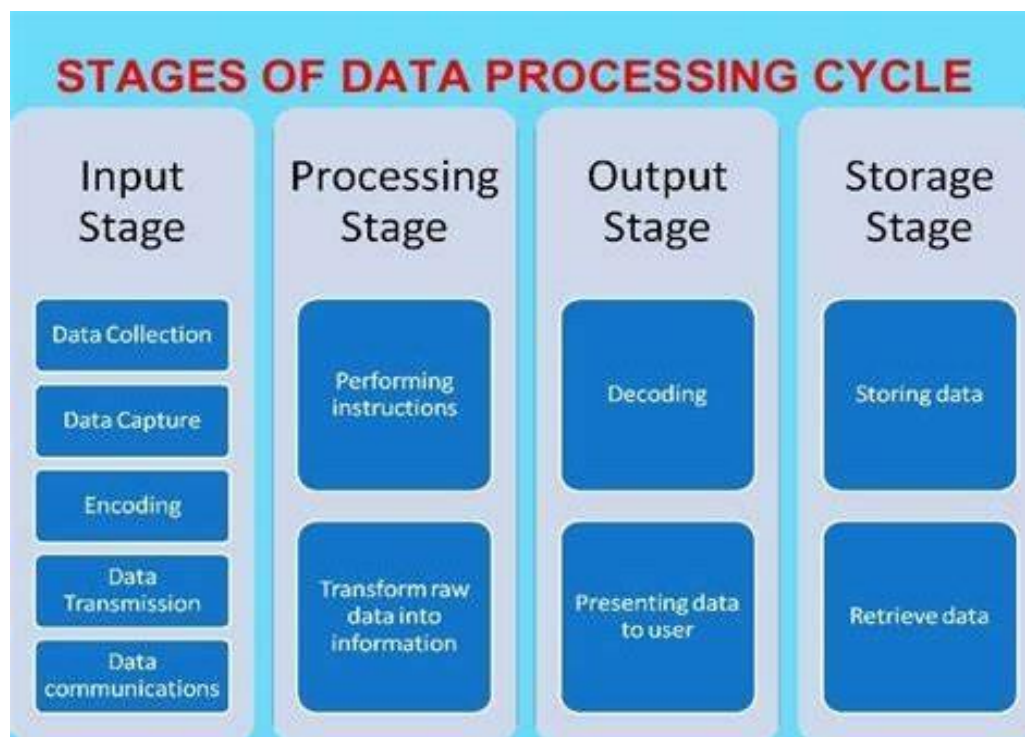 STAGES OF DATA PROCESSING CYCLE
Input
Stage
Data Collection
Data Capture
Encoding
Data
Transmission
Data
communications
Processing
Stage
Performing
instructions
Transform raw
data into
information
Output
Stage
Decoding
Presenting data
to user
Storage
Stage
Storing data
Retrieve data